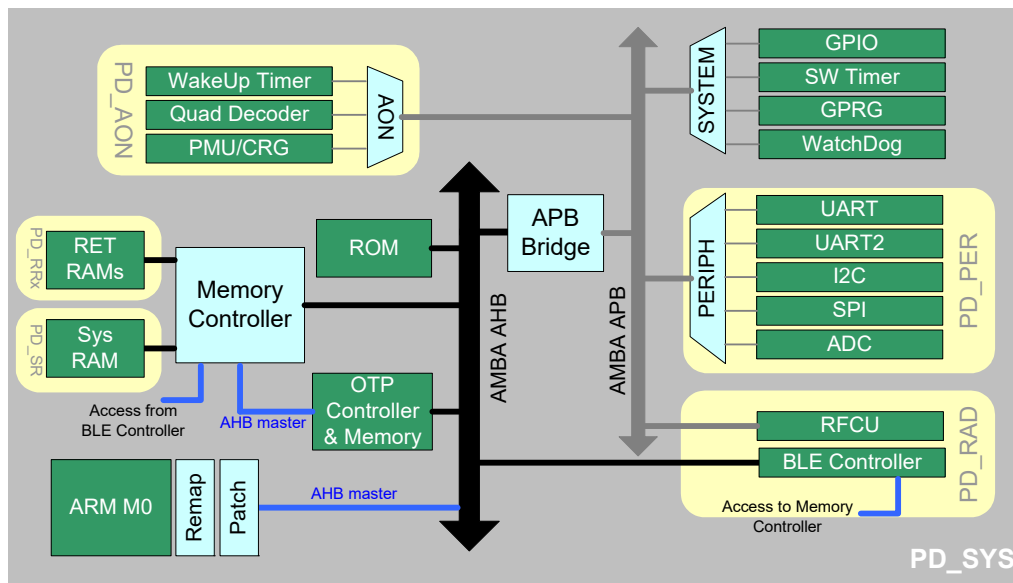 PD_AON
WakeUp Timer
Quad Decoder
PMU/CRG
AON
SYSTEM
GPIO
SW Timer
GPRG
WatchDog
PD_RRx
RET
RAMs
PD_SR
Sys
RAM
Memory
Controller
ROM
APB
Bridge
AMBA AHB
AMBA APB
PERIPH
UART
UART2
I2C
SPI
ADC
PD_PER
Access from
BLE Controller
AHB master
OTP
Controller
& Memory
RFCU
BLE Controller
PD_RAD
Access to Memory
Controller
ARM M0
Remap
Patch
AHB master
PD_SYS